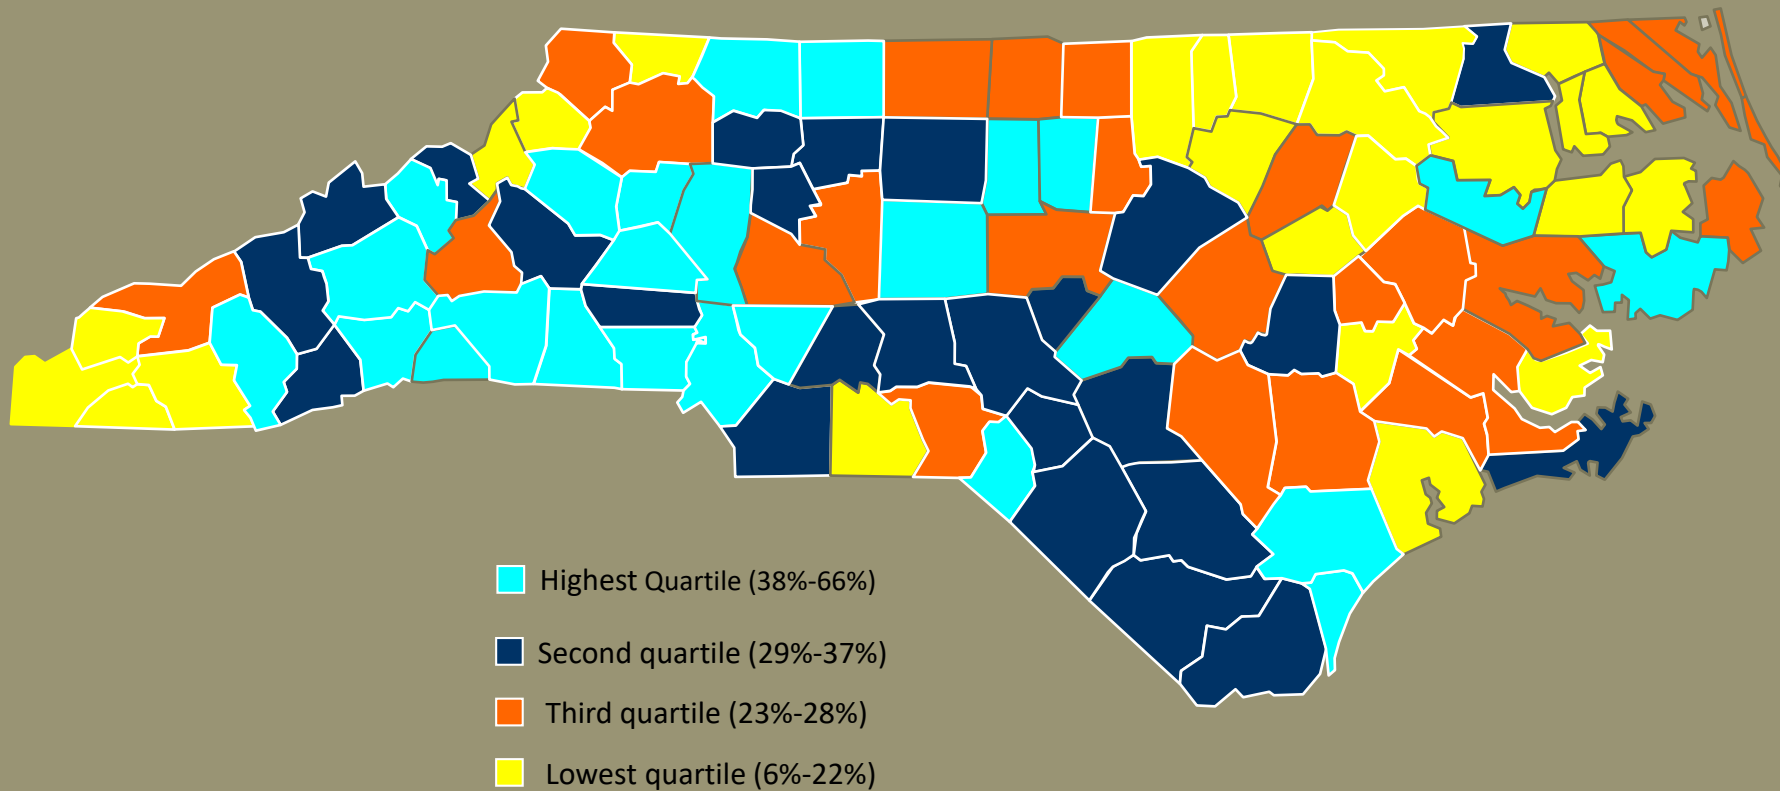 Highest Quartile (38%-66%)
Second quartile (29%-37%)
Third quartile (23%-28%)
Lowest quartile (6%-22%)